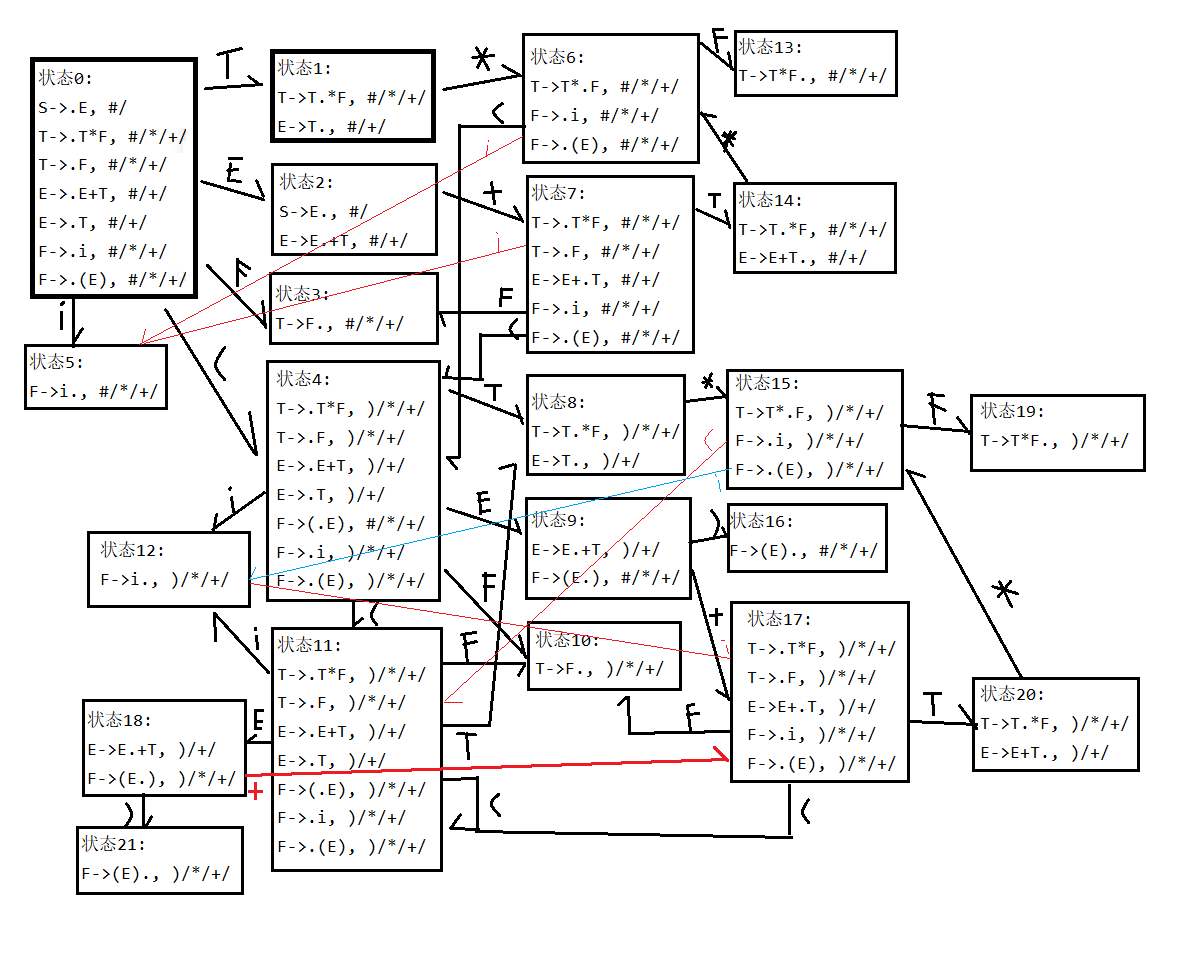 状态0:
S->.E, #/
T->.T*F, #/*/+/
T->.F, #/*/+/
E->.E+T, #/+/
E->.T, #/+/
F->.i, #/*/+/
F->.(E), #/*/+/
T
E
F
(
i
状态1:
T->T.*F, #/*/+/
E->T., #/+/
*
状态2:
S->E., #/
E->E.+T, #/+/
+
状态3:
T->F., #/*/+/
状态4:
T->.T*F, )/*/+/
T->.F, )/*/+/
E->.E+T, )/+/
E->.T, )/+/
F->(.E), #/*/+/
F->.i, )/*/+/
F->.(E), )/*/+/
T
E
F
i
(
状态5:
F->i., #/*/+/
状态6:
T->T*.F, #/*/+/
F->.i, #/*/+/
F->.(E), #/*/+/
F
(
i
状态7:
T->.T*F, #/*/+/
T->.F, #/*/+/
E->E+.T, #/+/
F->.i, #/*/+/
F->.(E), #/*/+/
T
i
F
(
状态8:
T->T.*F, )/*/+/
E->T., )/+/
*
状态9:
E->E.+T, )/+/
F->(E.), #/*/+/
)
+
状态10:
T->F., )/*/+/
状态11:
T->.T*F, )/*/+/
T->.F, )/*/+/
E->.E+T, )/+/
E->.T, )/+/
F->(.E), )/*/+/
F->.i, )/*/+/
F->.(E), )/*/+/
i
F
E
T
(
状态12:
F->i., )/*/+/
状态13:
T->T*F., #/*/+/
状态14:
T->T.*F, #/*/+/
E->E+T., #/+/
*
状态15:
T->T*.F, )/*/+/
F->.i, )/*/+/
F->.(E), )/*/+/
F
(
i
状态16:
F->(E)., #/*/+/
状态17:
T->.T*F, )/*/+/
T->.F, )/*/+/
E->E+.T, )/+/
F->.i, )/*/+/
F->.(E), )/*/+/
i
T
F
(
状态18:
E->E.+T, )/+/
F->(E.), )/*/+/
+
)
状态19:
T->T*F., )/*/+/
状态20:
T->T.*F, )/*/+/
E->E+T., )/+/
*
状态21:
F->(E)., )/*/+/